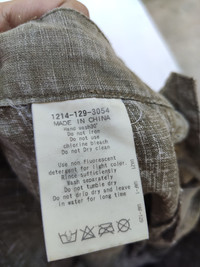 1214-129-3054
MADE IN CHINA
Hand wash30°
Do not iron
Do not use
chlorine bleach
Do not Dry clean
Use non fluorescent
detergent for light color.
Rinse sufficiently
Wash separately
Do not tumble dry
Do not drip dry and leave
in water for long time